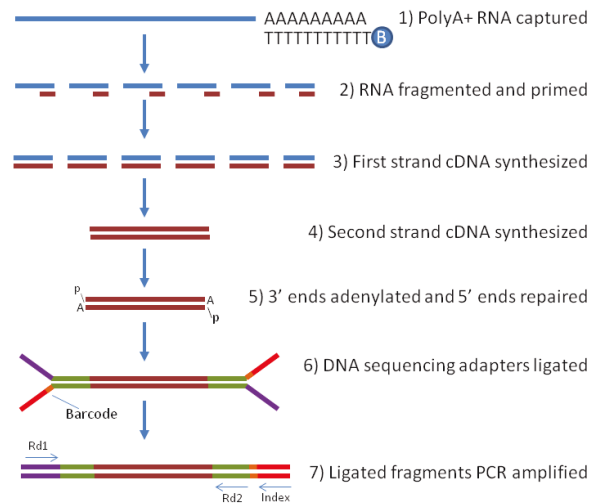 AAAAAAAAA
1) PolyA+ RNA captured
TTTTTTTTTTT B
2) RNA fragmented and primed
3) First strand cDNA synthesized
4) Second strand cDNA synthesized
p
A
5) 3’ ends adenylated and 5’ ends repaired
A
p
6) DNA sequencing adapters ligated
Barcode
Rd1
7) Ligated fragments PCR amplified
Rd2
Index